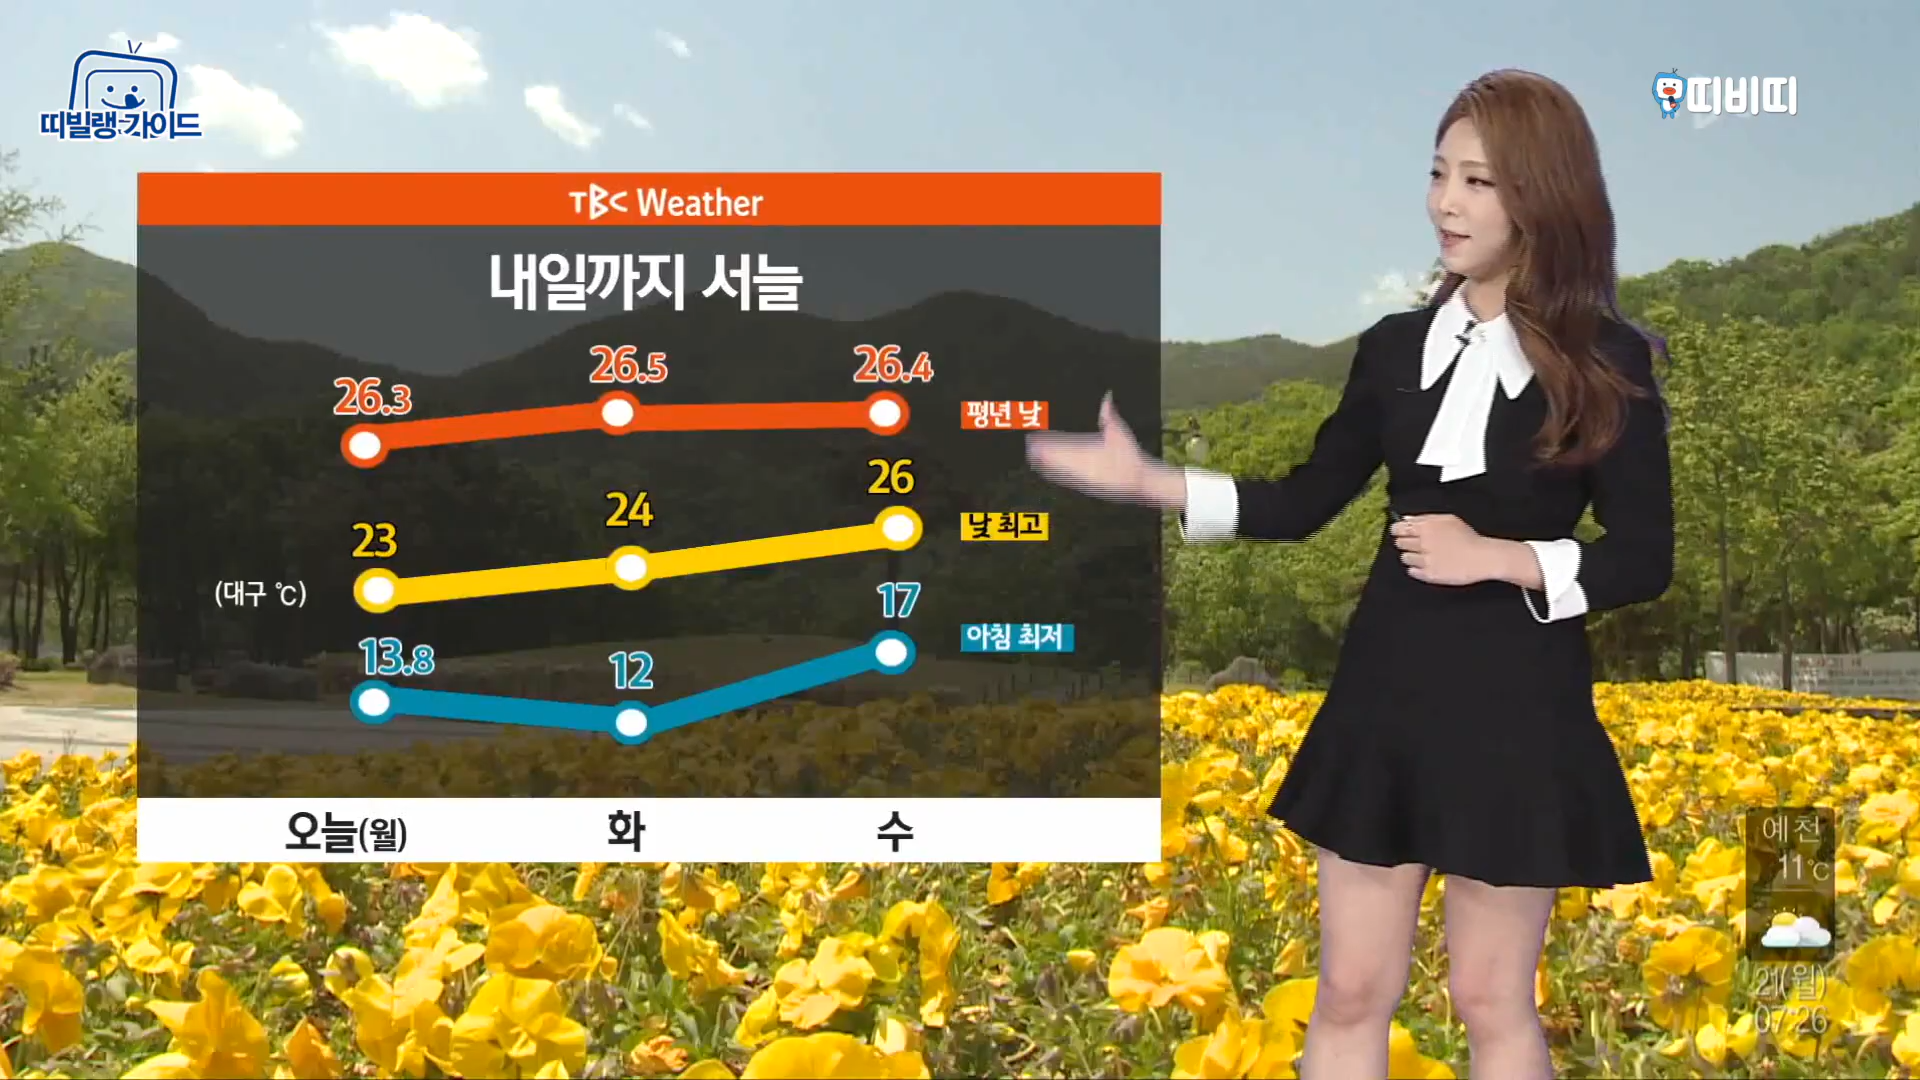 띠빌랭가이드
띠비띠
TBC Weather
내일까지 서늘
26.3
26.5
26.4
평년 낮
23
24
26
낮 최고
(대구 ℃)
13.8
12
17
아침 최저
오늘(월)
화
수
예천
11℃
21(월)
07:26